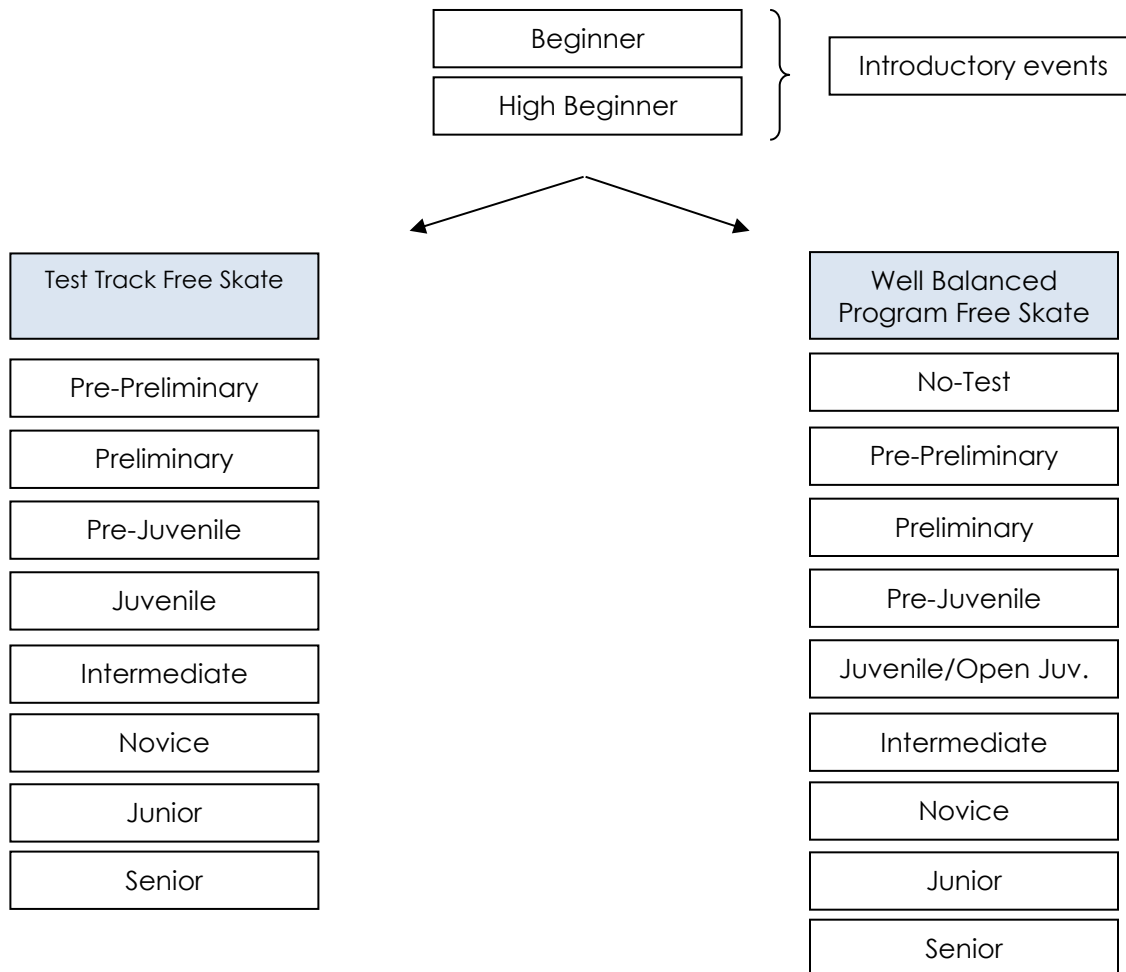 Beginner
High Beginner
Introductory events
Test Track Free Skate
Pre-Preliminary
Preliminary
Pre-Juvenile
Juvenile
Intermediate
Novice
Junior
Senior
Well Balanced
Program Free Skate
No-Test
Pre-Preliminary
Preliminary
Pre-Juvenile
Juvenile/Open Juv.
Intermediate
Novice
Junior
Senior